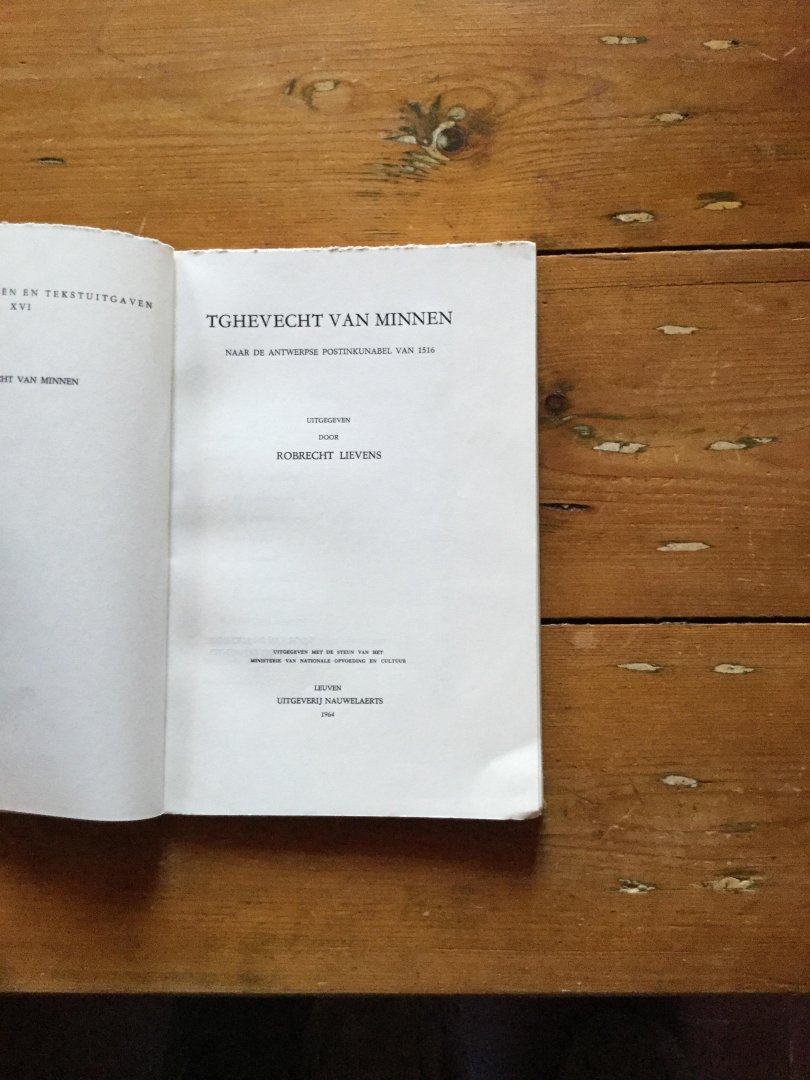 EN EN TEKSTUITGAVEN
XVI
VAN MINNEN
TGHEVECHT VAN MINNEN
NAAR DE ANTWERPSE POSTINKUNABEL VAN 1516
UITGEGEVEN
DOOR
ROBRECHT LIEVENS
UITGEGEVEN MET DE STEUN VAN HET
MINISTERIE VAN NATIONALE OPVOEDING EN CULTUUR
LEUVEN
UITGEVERIJ NAUWELAERTS
1964